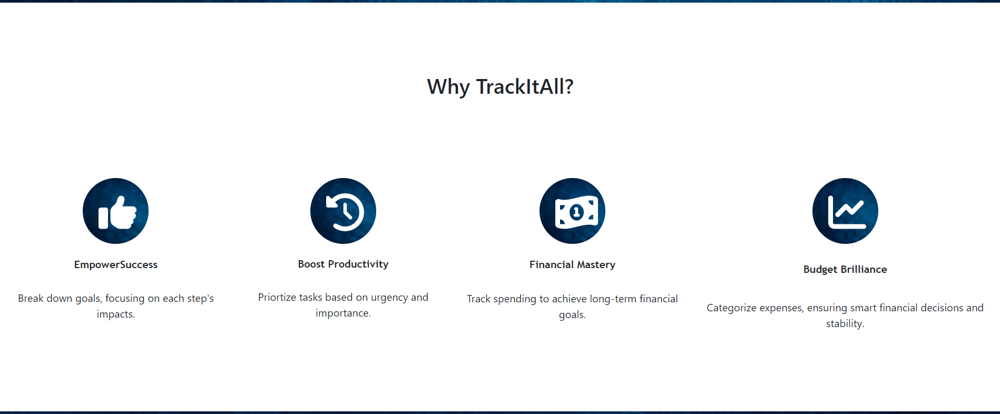 Why TrackItAll?
1
EmpowerSuccess
Break down goals, focusing on each step's
impacts.
Boost Productivity
Priortize tasks based on urgency and
importance.
Financial Mastery
Track spending to achieve long-term financial
goals.
Budget Brilliance
Categorize expenses, ensuring smart financial decisions and
stability.